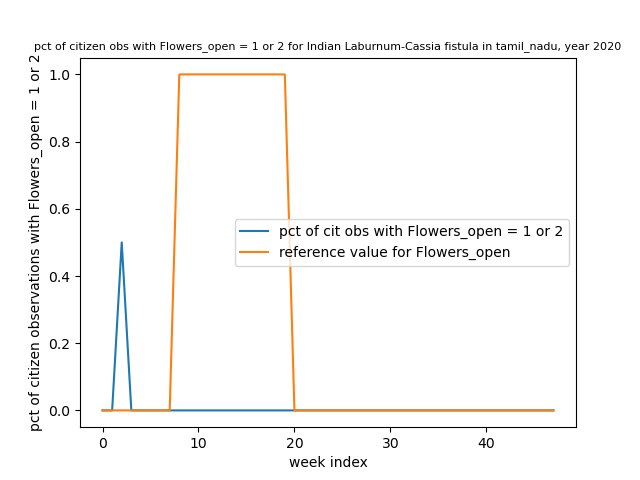 pct of citizen obs with Flowers_open = 1 or 2 for Indian Laburnum-Cassia fistula in tamil_nadu, year 2020
pct of citizen observations with Flowers_open = 1 or 2
1.0
0.8
0.6
0.4
0.2
0.0
pct of cit obs with Flowers_open = 1 or 2
reference value for Flowers_open
0 10 20 30 40
week index